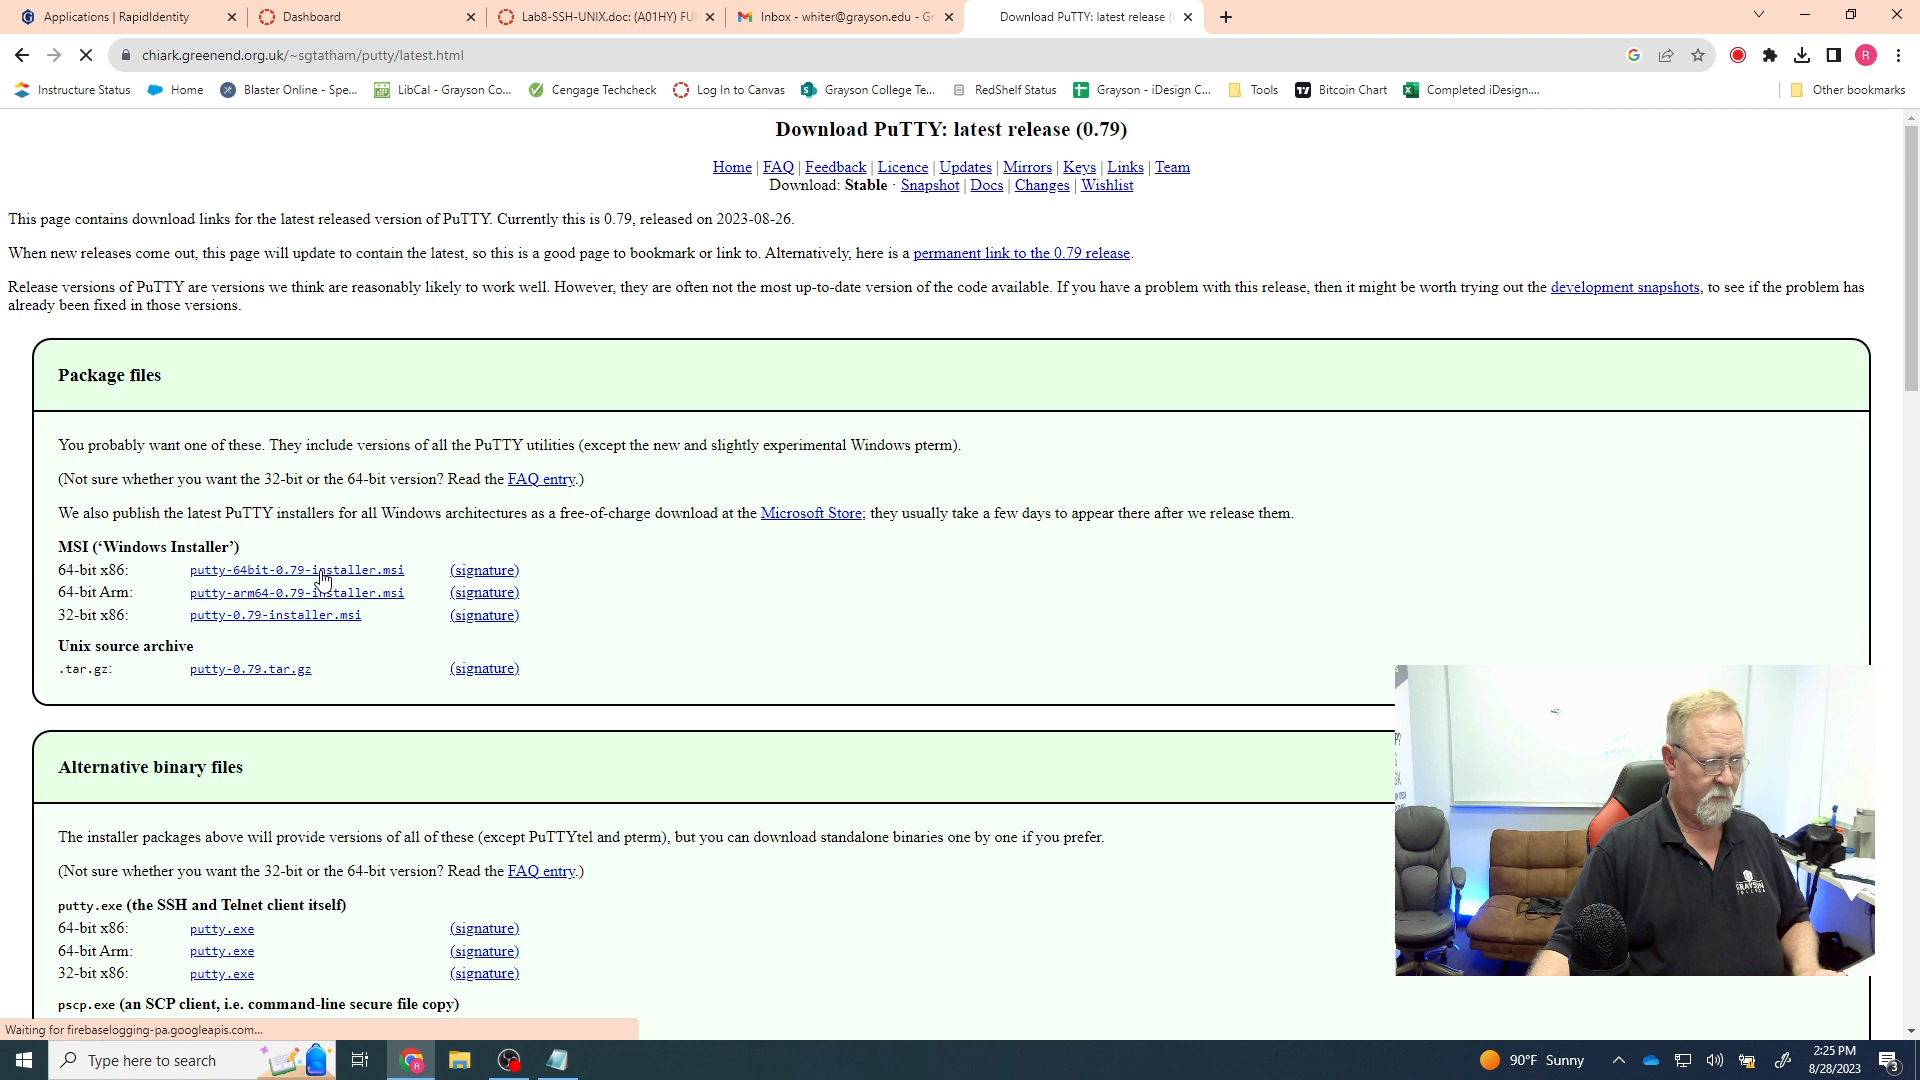 Applications | RapidIdentity
Dashboard
Lab8-SSH-UNIX.doc: (A01HY) FU
Inbox - whiter@grayson.edu - Gr
Download PuTTY: latest release (
chiark.greenend.org.uk/~sgtatham/putty/latest.html
R
Instructure Status
Home
Blaster Online - Spe...
LibCal - Grayson Co...
Cengage Techcheck
Log In to Canvas
Grayson College Te...
RedShelf Status
Grayson - iDesign C...
Tools
Bitcoin Chart
Completed iDesign....
Other bookmarks
Download PuTTY: latest release (0.79)
Home | FAQ | Feedback | Licence | Updates | Mirrors | Keys | Links | Team
Download: Stable · Snapshot | Docs | Changes | Wishlist
This page contains download links for the latest released version of PuTTY. Currently this is 0.79, released on 2023-08-26.
When new releases come out, this page will update to contain the latest, so this is a good page to bookmark or link to. Alternatively, here is a permanent link to the 0.79 release.
Release versions of PuTTY are versions we think are reasonably likely to work well. However, they are often not the most up-to-date version of the code available. If you have a problem with this release, then it might be worth trying out the development snapshots, to see if the problem has
already been fixed in those versions.
Package files
You probably want one of these. They include versions of all the PuTTY utilities (except the new and slightly experimental Windows pterm).
(Not sure whether you want the 32-bit or the 64-bit version? Read the FAQ entry.)
We also publish the latest PuTTY installers for all Windows architectures as a free-of-charge download at the Microsoft Store; they usually take a few days to appear there after we release them.
MSI (‘Windows Installer’)
64-bit x86: putty-64bit-0.79-installer.msi (signature)
64-bit Arm: putty-arm64-0.79-installer.msi (signature)
32-bit x86: putty-0.79-installer.msi (signature)
Unix source archive
.tar.gz: putty-0.79.tar.gz (signature)
Alternative binary files
The installer packages above will provide versions of all of these (except PuTTYtel and pterm), but you can download standalone binaries one by one if you prefer.
(Not sure whether you want the 32-bit or the 64-bit version? Read the FAQ entry.)
putty.exe (the SSH and Telnet client itself)
64-bit x86: putty.exe (signature)
64-bit Arm: putty.exe (signature)
32-bit x86: putty.exe (signature)
pscp.exe (an SCP client, i.e. command-line secure file copy)
GRAYSON
COLLEGE
Waiting for firebaselogging-pa.googleapis.com...
Type here to search
90°F Sunny
2:25 PM
8/28/2023
3